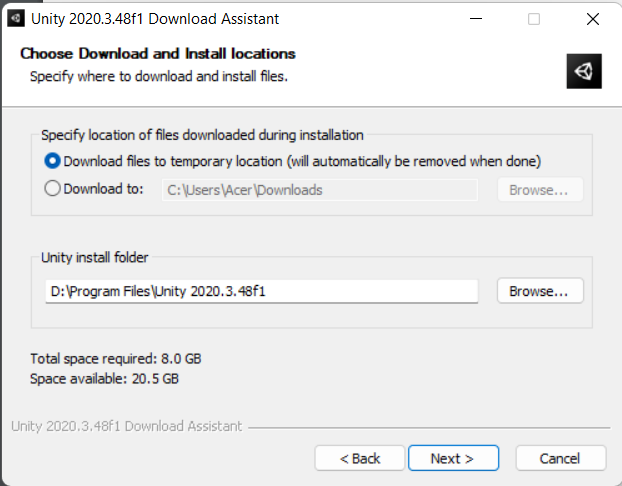 Unity 2020.3.48f1 Download Assistant
Choose Download and Install locations
Specify where to download and install files.
Specify location of files downloaded during installation
Download files to temporary location (will automatically be removed when done)
Download to: C:\Users\Acer\Downloads Browse...
Unity install folder
D:\Program Files\Unity 2020.3.48f1 Browse...
Total space required: 8.0 GB
Space available: 20.5 GB
Unity 2020.3.48f1 Download Assistant
< Back Next > Cancel